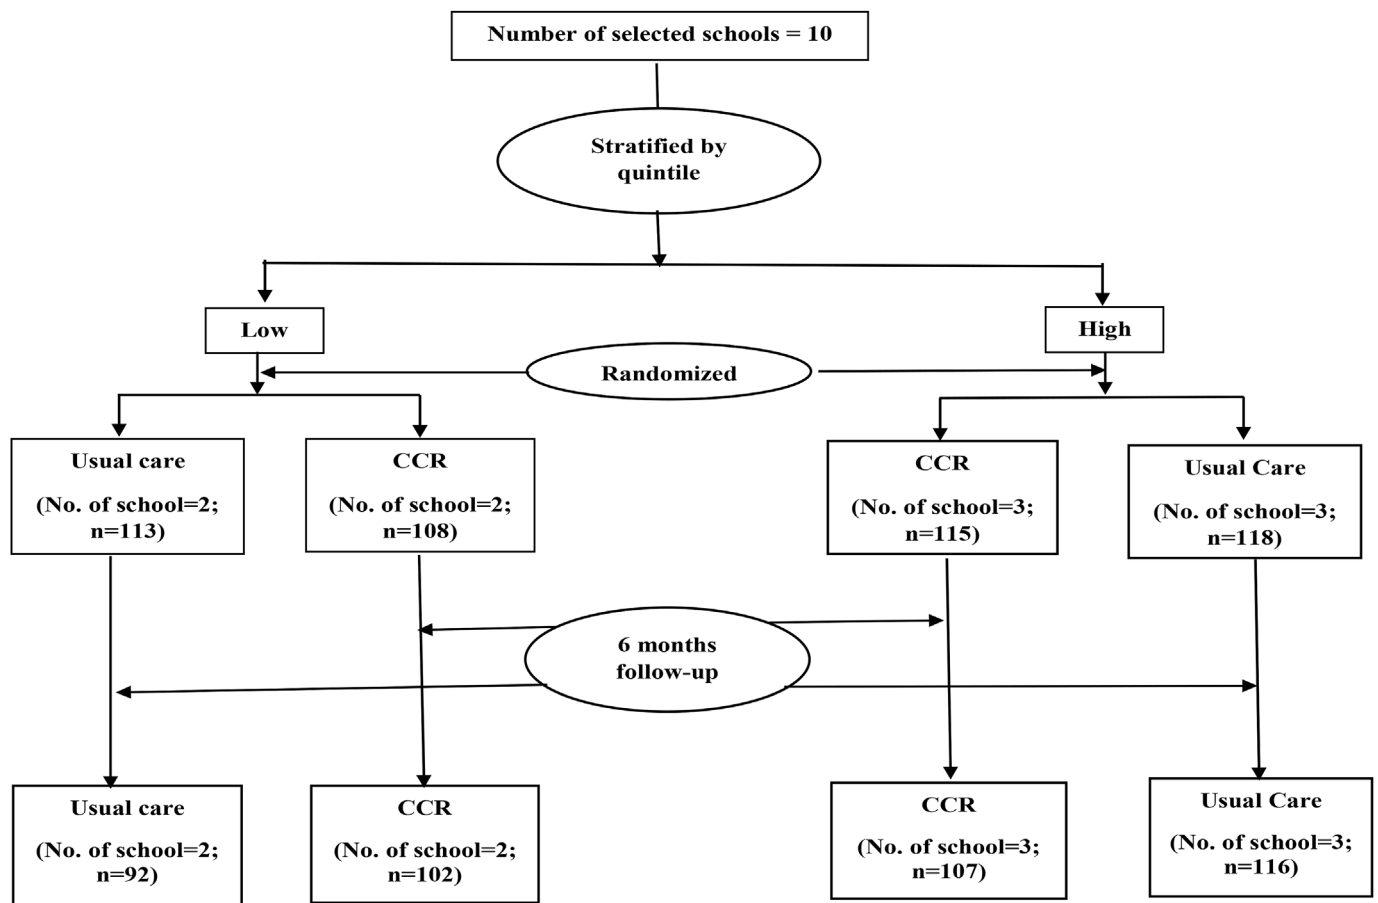 Number of selected schools = 10
Stratified by
quintile
Low
High
Randomized
Usual care
(No. of school=2;
n=113)
CCR
(No. of school=2;
n=108)
CCR
(No. of school=3;
n=115)
Usual Care
(No. of school=3;
n=118)
6 months
follow-up
Usual care
(No. of school=2;
n=92)
CCR
(No. of school=2;
n=102)
CCR
(No. of school=3;
n=107)
Usual Care
(No. of school=3;
n=116)